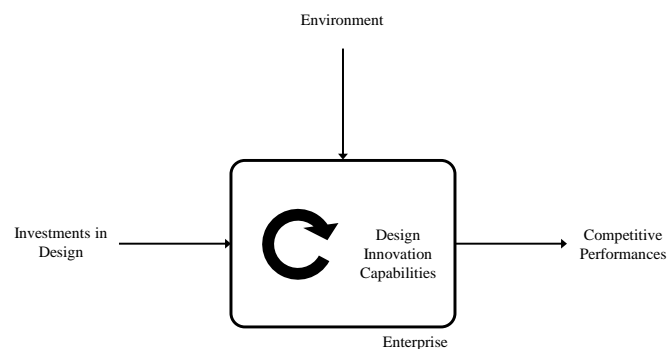 Environment
Investments in
Design
Design
Innovation
Capabilities
Competitive
Performances
Enterprise